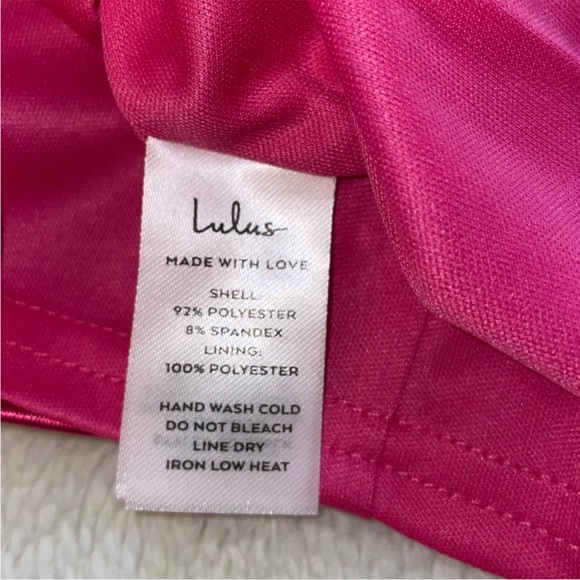 Lulus
MADE WITH LOVE
SHELL:
92% POLYESTER
8% SPANDEX
LINING:
100% POLYESTER
HAND WASH COLD
DO NOT BLEACH
LINE DRY
IRON LOW HEAT